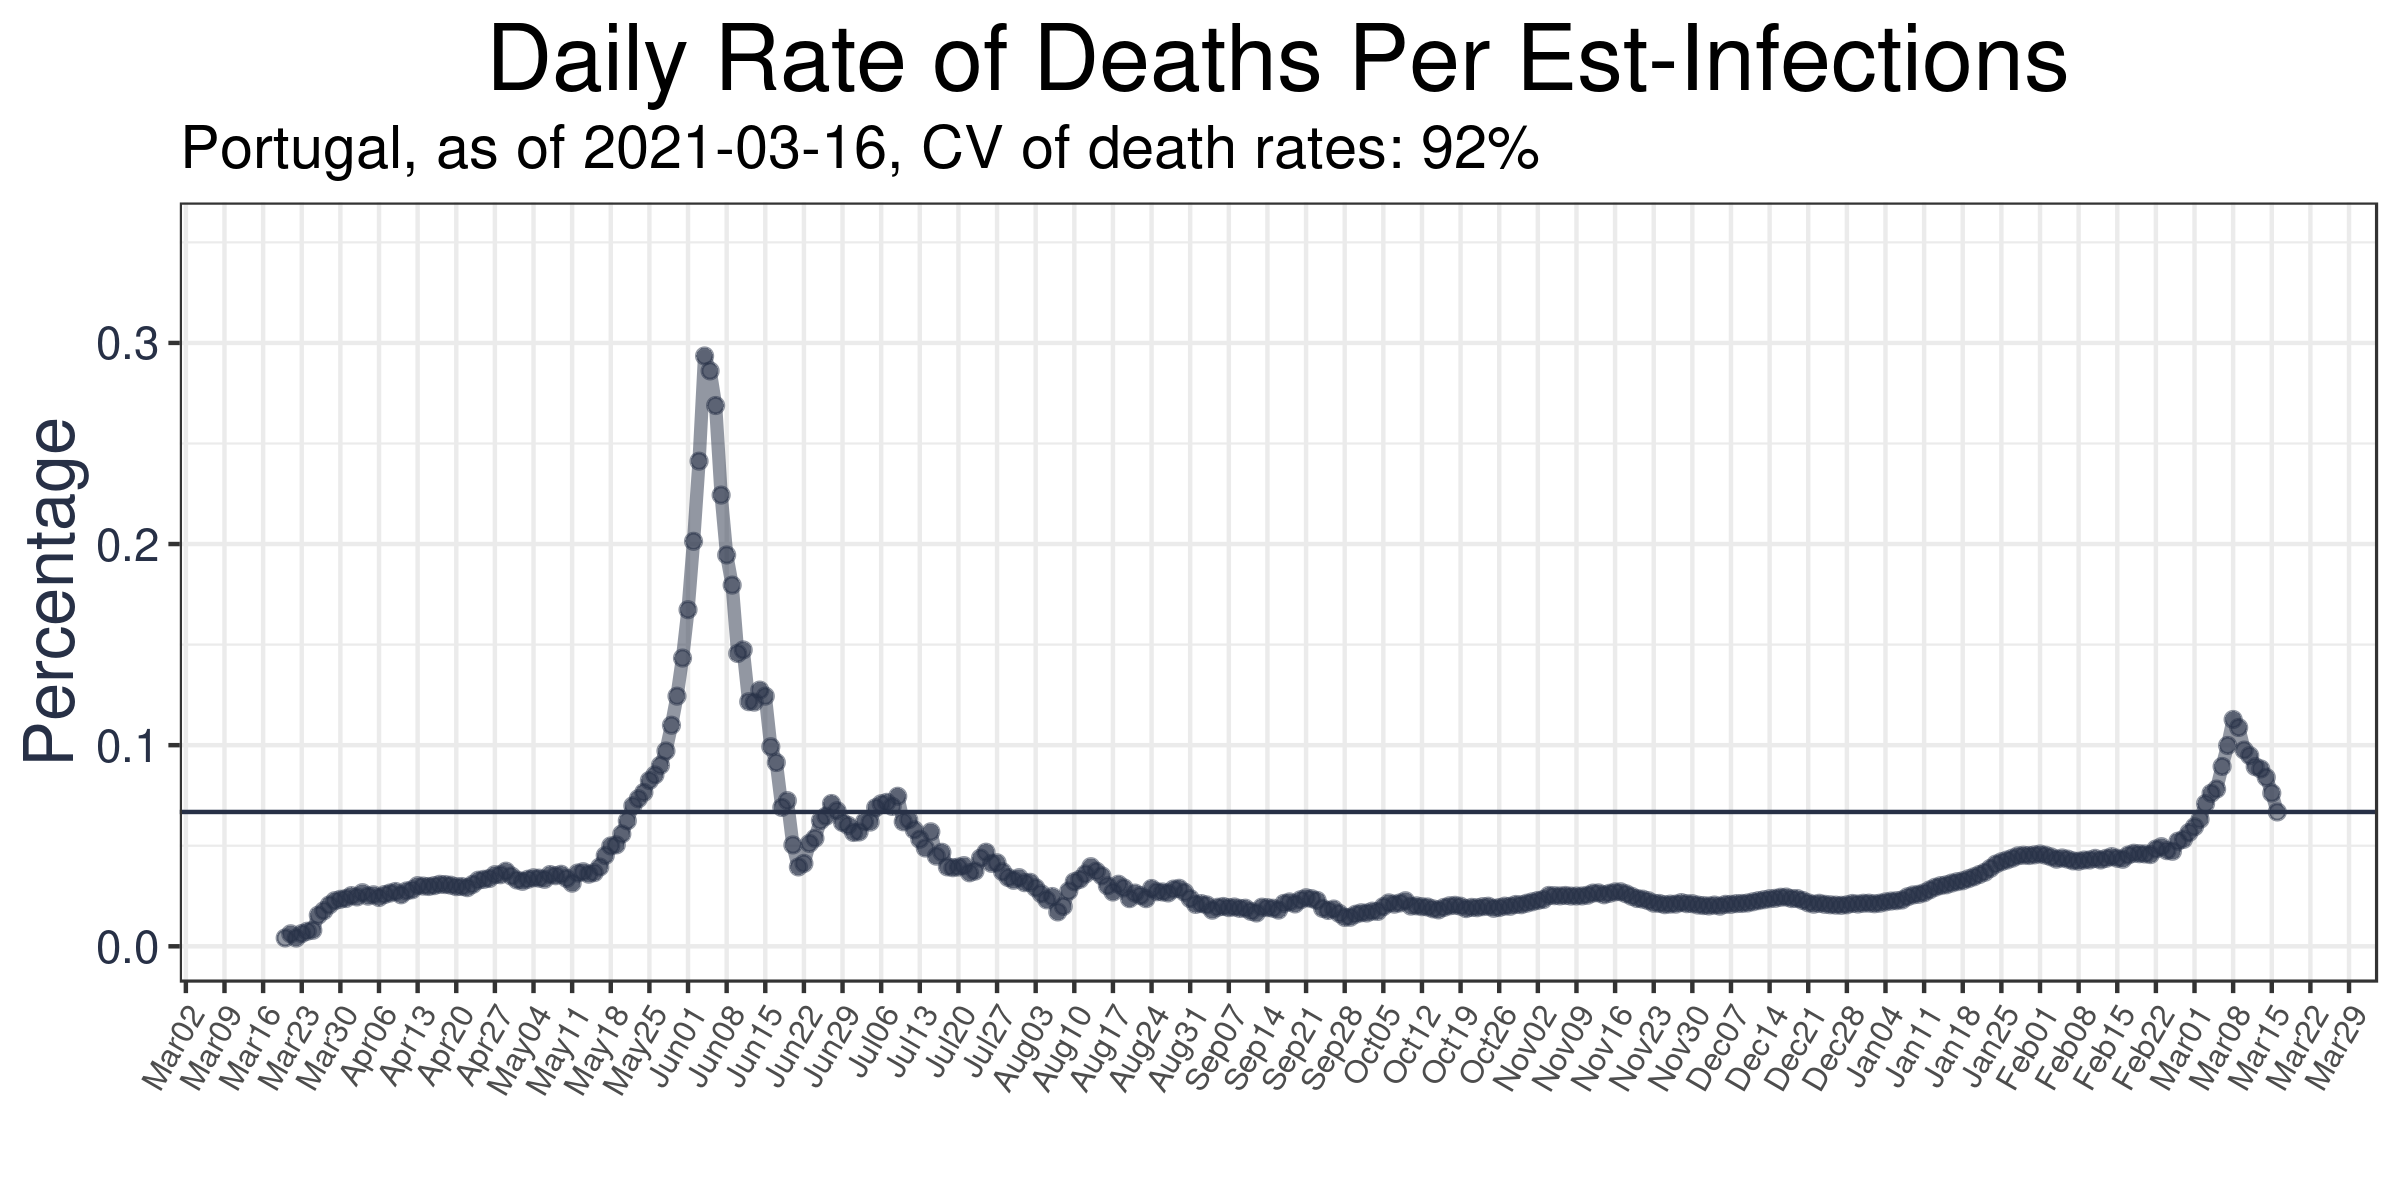 Daily Rate of Deaths Per Est-Infections
Portugal, as of 2021-03-16, CV of death rates: 92%
Percentage
0.3
0.2
0.1
0.0
Mar02
Mar09
Mar16
Mar23
Mar30
Apr06
Apr13
Apr20
Apr27
May04
May11
May18
May25
Jun01
Jun08
Jun15
Jun22
Jun29
Jul06
Jul13
Jul20
Jul27
Aug03
Aug10
Aug17
Aug24
Aug31
Sep07
Sep14
Sep21
Sep28
Oct05
Oct12
Oct19
Oct26
Nov02
Nov09
Nov16
Nov23
Nov30
Dec07
Dec14
Dec21
Dec28
Jan04
Jan11
Jan18
Jan25
Feb01
Feb08
Feb15
Feb22
Mar01
Mar08
Mar15
Mar22
Mar29